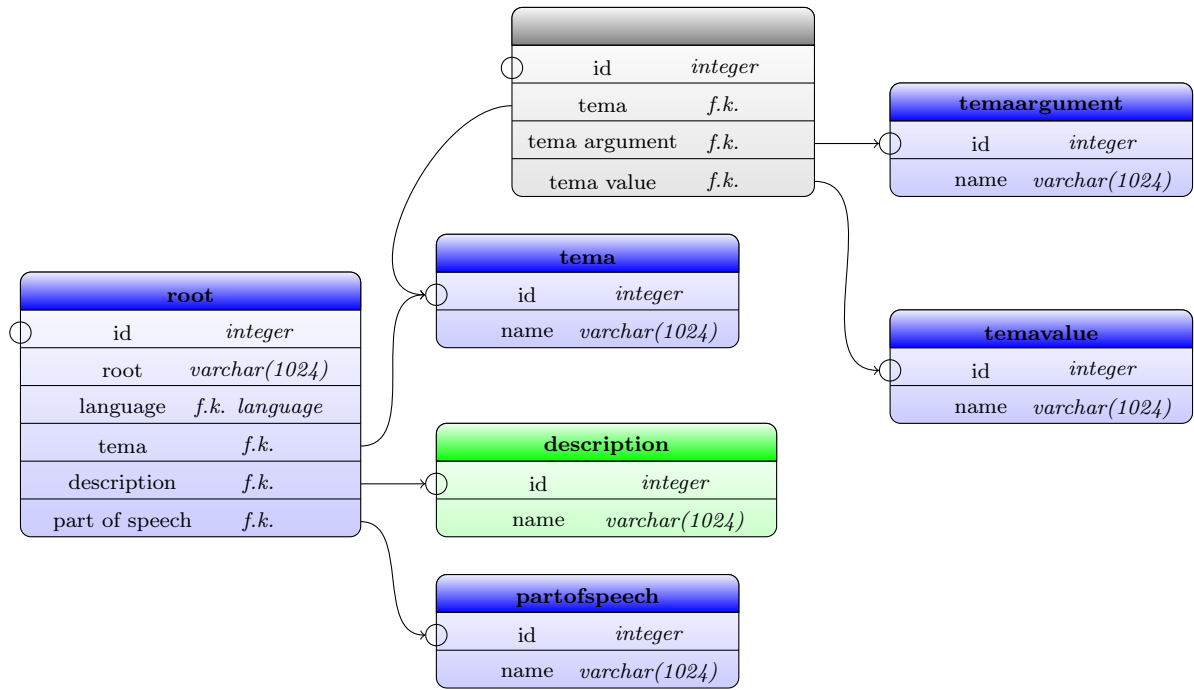 id integer
tema f.k.
tema argument f.k.
tema value f.k.
temaargument
id integer
name varchar(1024)
tema
id integer
name varchar(1024)
root
id integer
root varchar(1024)
language f.k. language
tema f.k.
description f.k.
part of speech f.k.
temavalue
id integer
name varchar(1024)
description
id integer
name varchar(1024)
partofspeech
id integer
name varchar(1024)